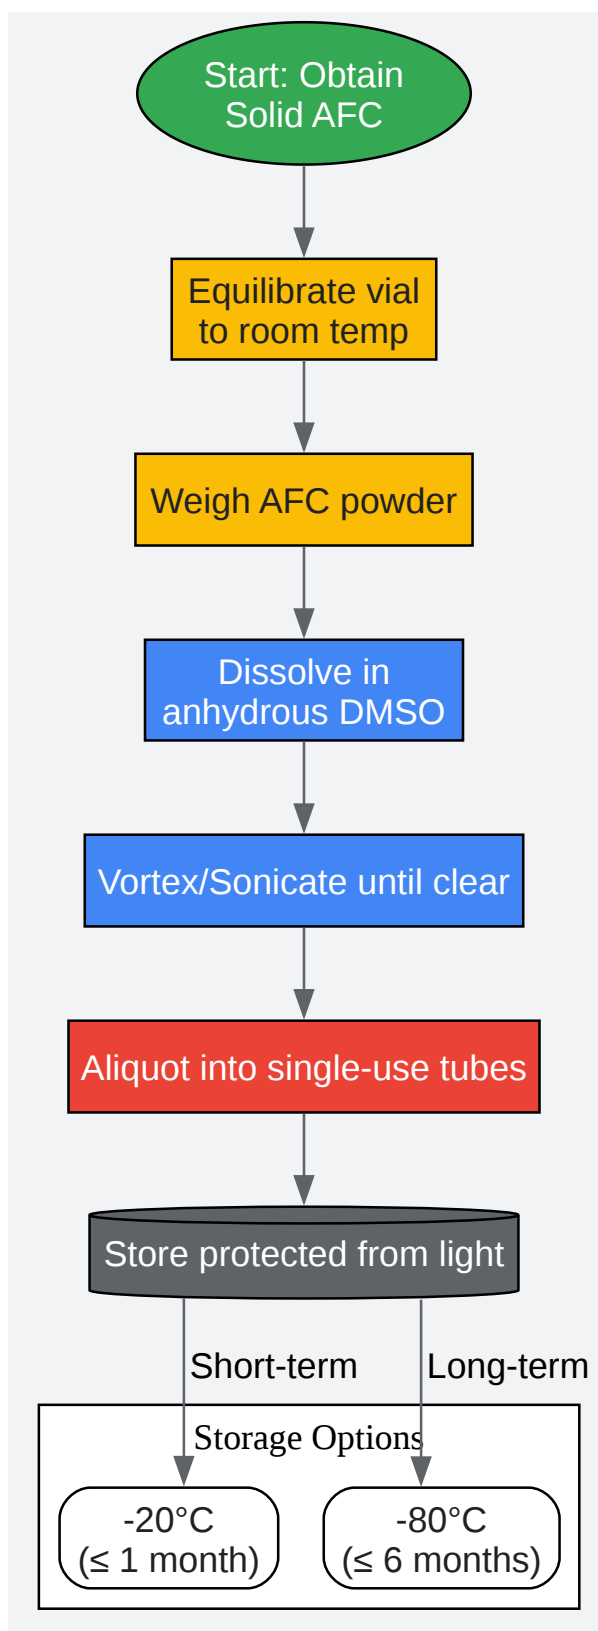 Start: Obtain
Solid AFC
Equilibrate vial
to room temp
Weigh AFC powder
Dissolve in
anhydrous DMSO
Vortex/Sonicate until clear
Aliquot into single-use tubes
Store protected from light
Short-term
Long-term
Storage Options
-20°C
(≤ 1 month)
-80°C
(≤ 6 months)